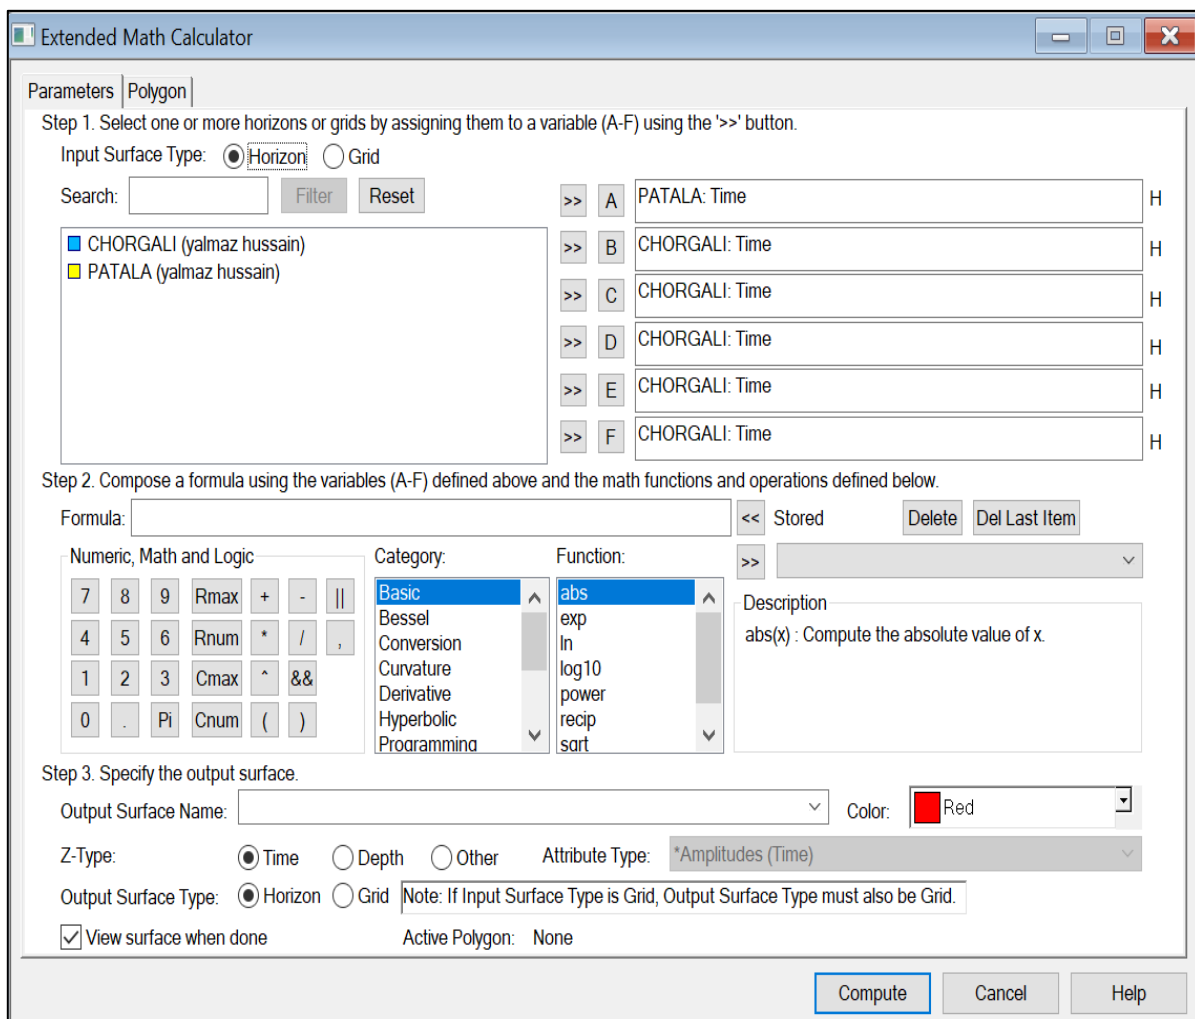 Extended Math Calculator
Parameters Polygon
Step 1. Select one or more horizons or grids by assigning them to a variable (A-F) using the '>>' button.
Input Surface Type: Horizon Grid
Search: Filter Reset
>> A PATALA: Time H
CHORGALI (yalmaz hussain)
PATALA (yalmaz hussain)
>> B CHORGALI: Time H
>> C CHORGALI: Time H
>> D CHORGALI: Time H
>> E CHORGALI: Time H
>> F CHORGALI: Time H
Step 2. Compose a formula using the variables (A-F) defined above and the math functions and operations defined below.
Formula: << Stored Delete Del Last Item
Numeric, Math and Logic
7 8 9 Rmax + - ||
4 5 6 Rnum * / ,
1 2 3 Cmax ^ &&
0 . Pi Cnum ( )
Category:
Basic
Bessel
Conversion
Curvature
Derivative
Hyperbolic
Programming
Function:
abs
exp
ln
log10
power
recip
sqrt
>>
Description
abs(x) : Compute the absolute value of x.
Step 3. Specify the output surface.
Output Surface Name: Color: Red
Z-Type: Time Depth Other Attribute Type: *Amplitudes (Time)
Output Surface Type: Horizon Grid Note: If Input Surface Type is Grid, Output Surface Type must also be Grid.
View surface when done Active Polygon: None
Compute Cancel Help